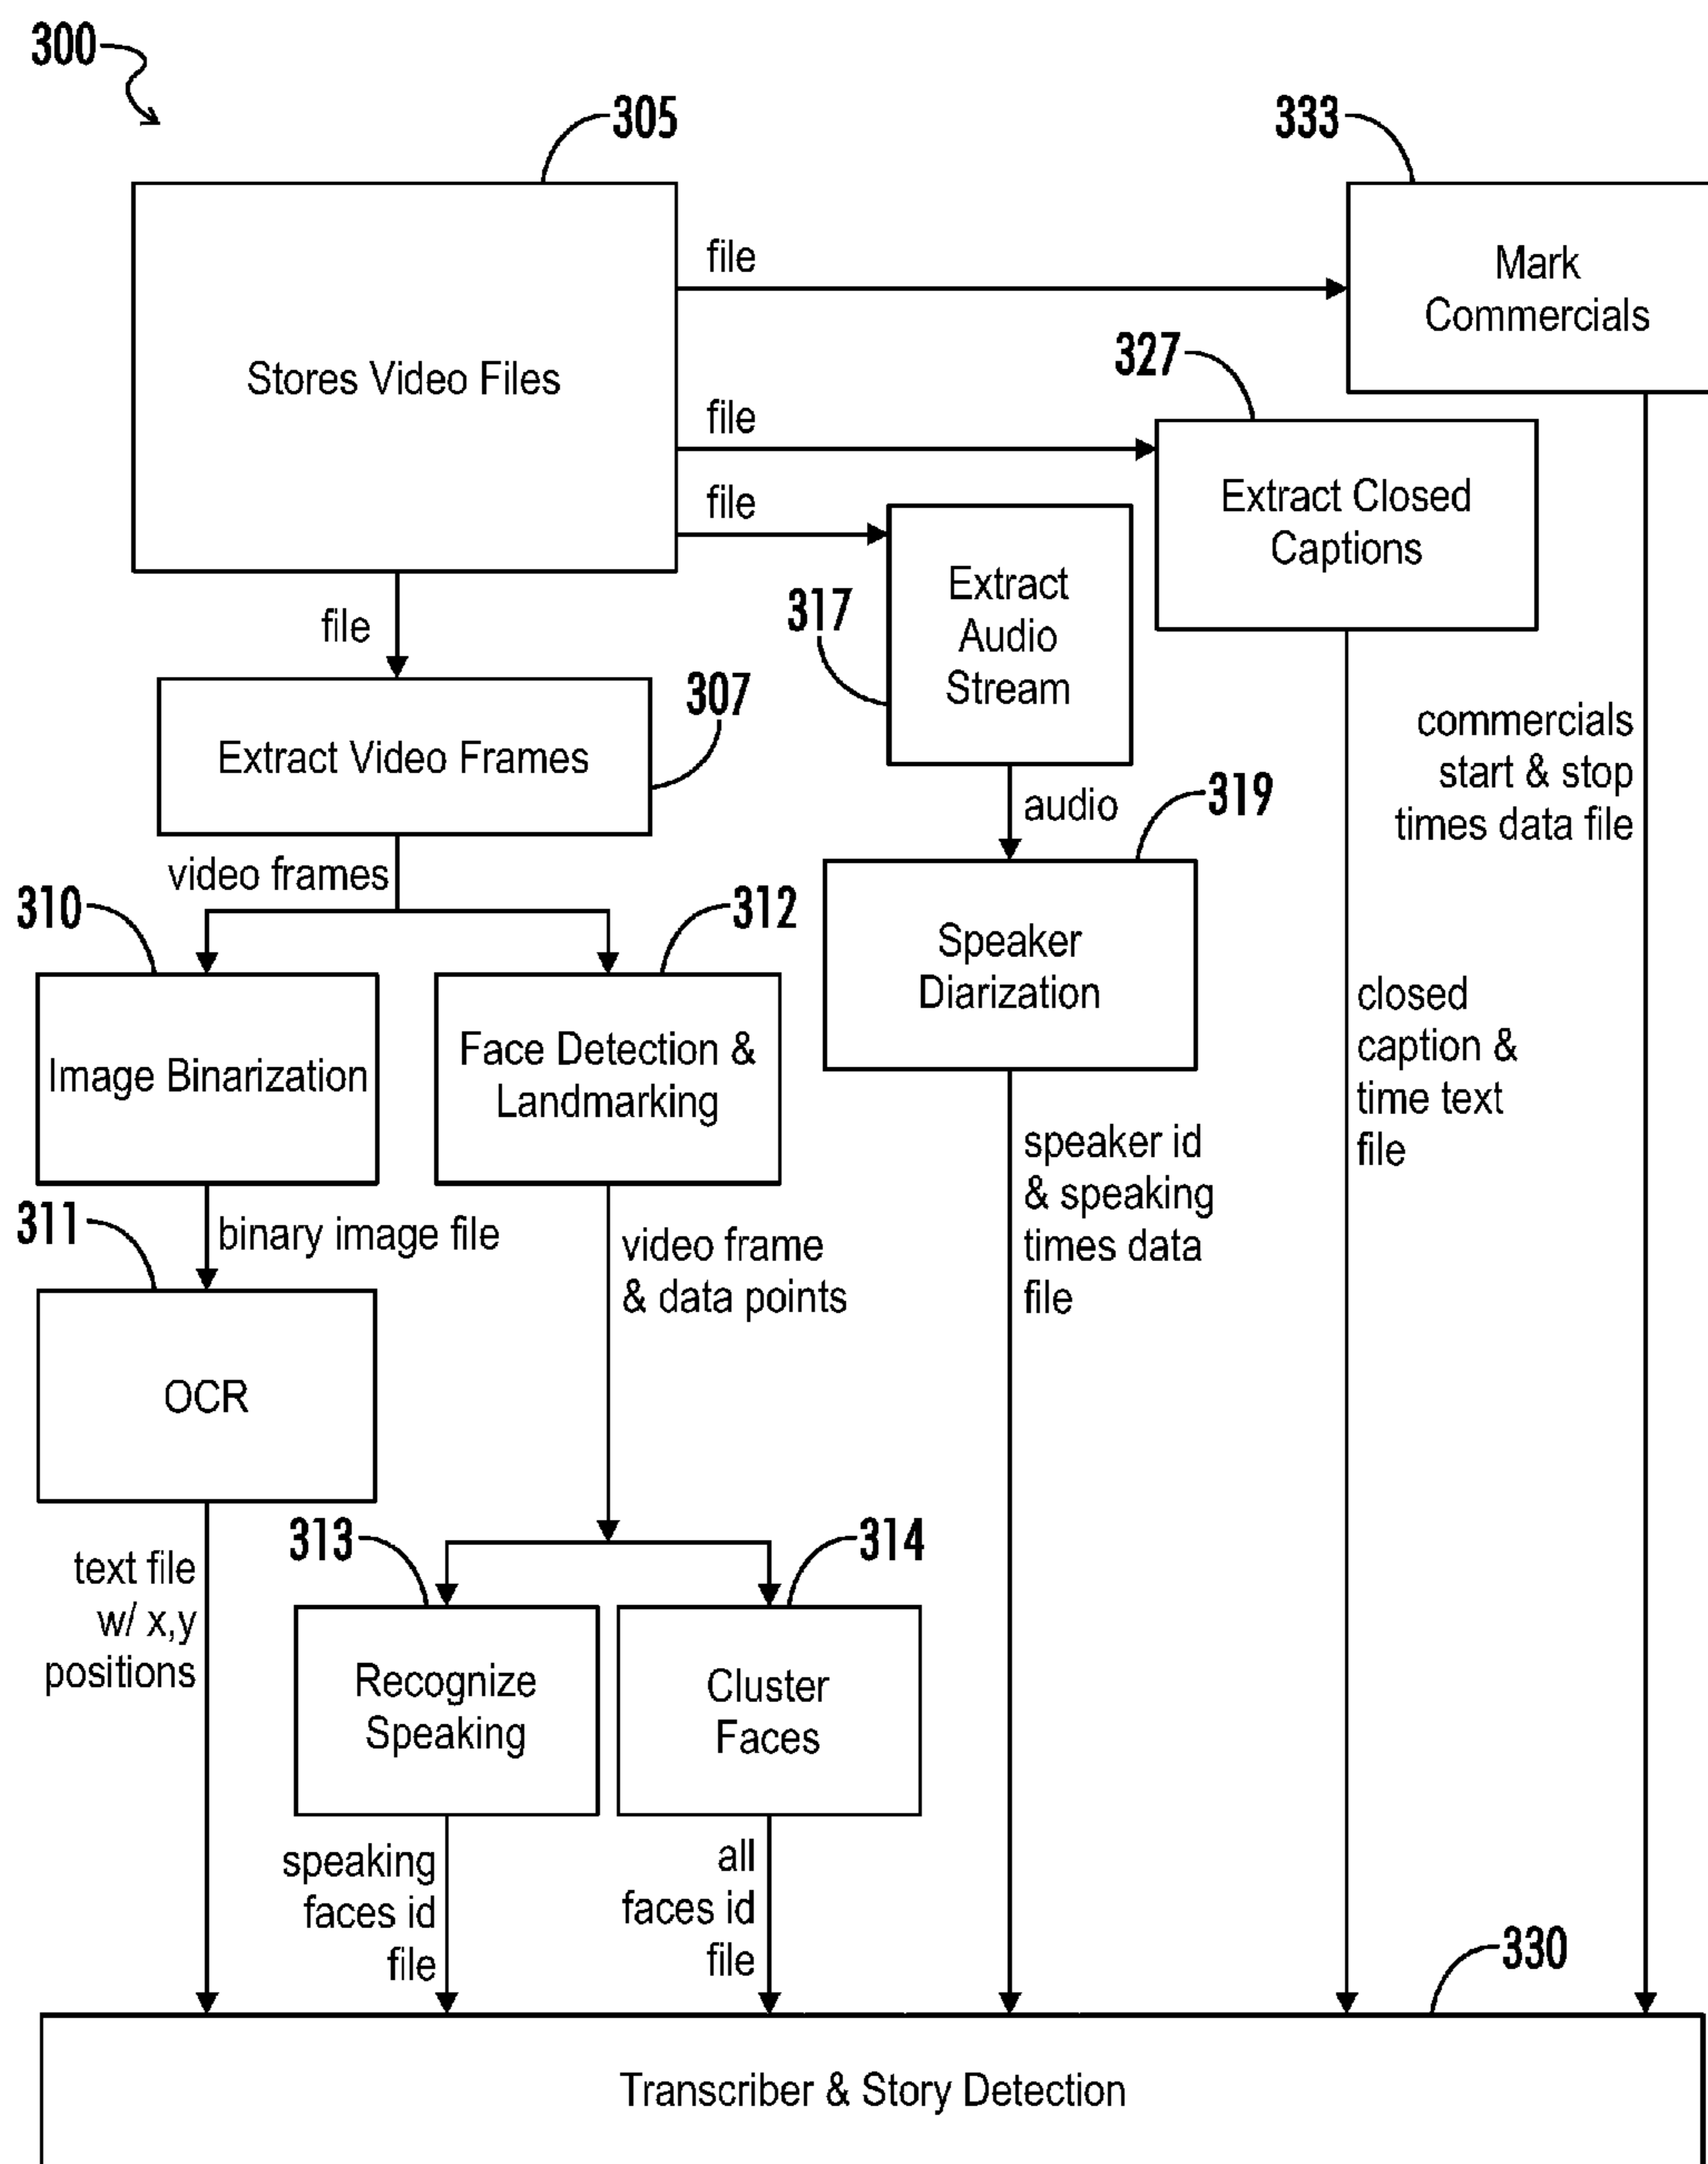 300
305
333
Stores Video Files
file
Mark
Commercials
327
file
Extract Closed
Captions
file
317
Extract
Audio
Stream
file
307
Extract Video Frames
commercials
start & stop
times data file
audio
319
video frames
310
312
Speaker
Diarization
Image Binarization
Face Detection &
Landmarking
closed
caption &
time text
file
speaker id
& speaking
times data
file
311
binary image file
video frame
& data points
OCR
313
314
text file
w/ x,y
positions
Recognize
Speaking
Cluster
Faces
speaking
faces id
file
all
faces id
file
330
Transcriber & Story Detection